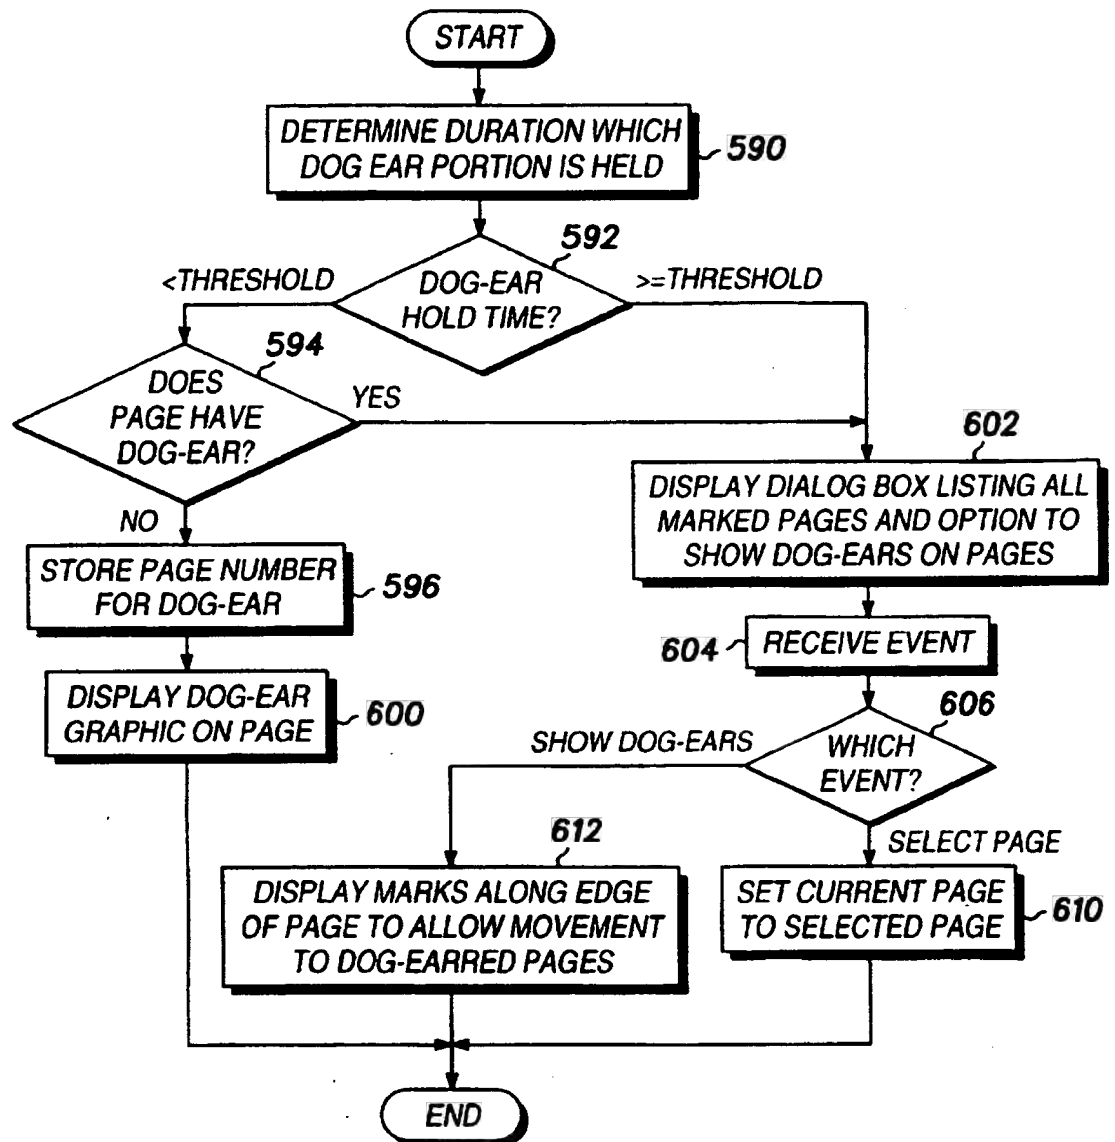 START
DETERMINE DURATION WHICH
DOG EAR PORTION IS HELD
590
592
<THRESHOLD
DOG-EAR
HOLD TIME?
>=THRESHOLD
594
DOES
PAGE HAVE
DOG-EAR?
YES
NO
STORE PAGE NUMBER
FOR DOG-EAR
596
DISPLAY DOG-EAR
GRAPHIC ON PAGE
600
602
DISPLAY DIALOG BOX LISTING ALL
MARKED PAGES AND OPTION TO
SHOW DOG-EARS ON PAGES
604
RECEIVE EVENT
606
SHOW DOG-EARS
WHICH
EVENT?
SELECT PAGE
612
DISPLAY MARKS ALONG EDGE
OF PAGE TO ALLOW MOVEMENT
TO DOG-EARRED PAGES
SET CURRENT PAGE
TO SELECTED PAGE
610
END